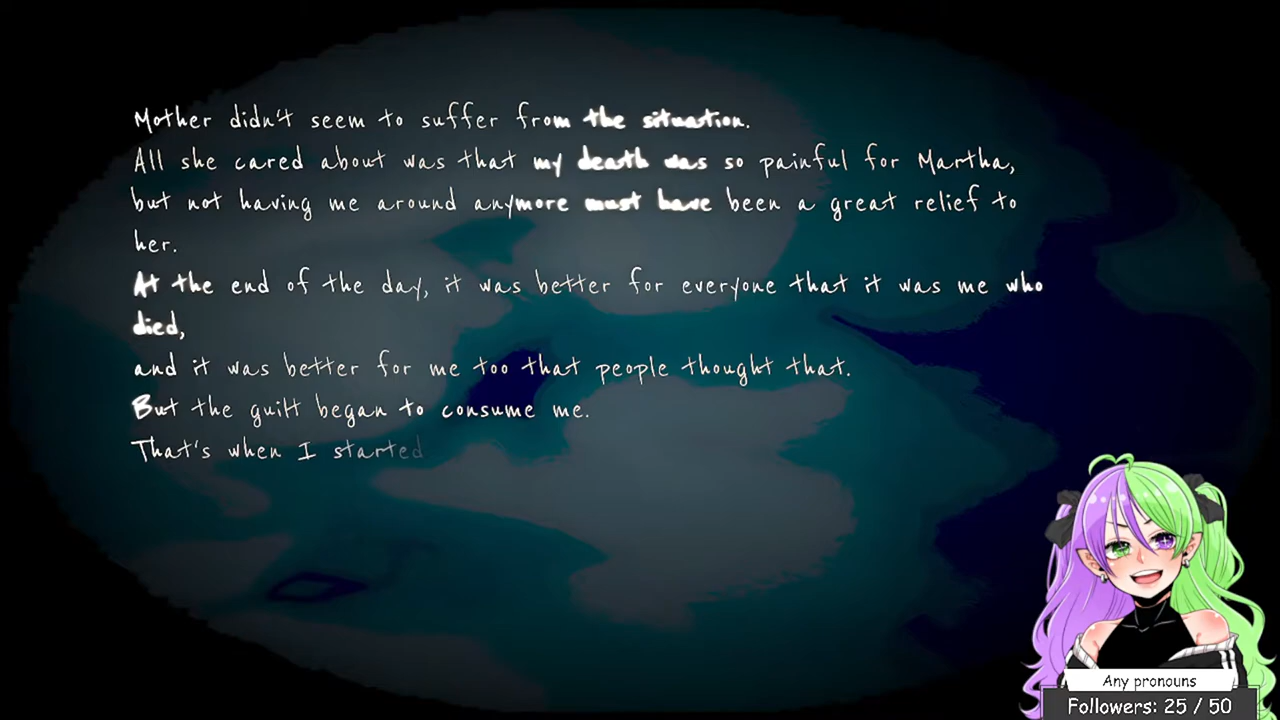 Mother didn't seem to suffer from the situation.
All she cared about was that my death was so painful for Martha,
but not having me around anymore must have been a great relief to
her.
At the end of the day, it was better for everyone that it was me who
died,
and it was better for me too that people thought that.
But the guilt began to consume me.
That's when I started
Any pronouns
Followers: 25 / 50